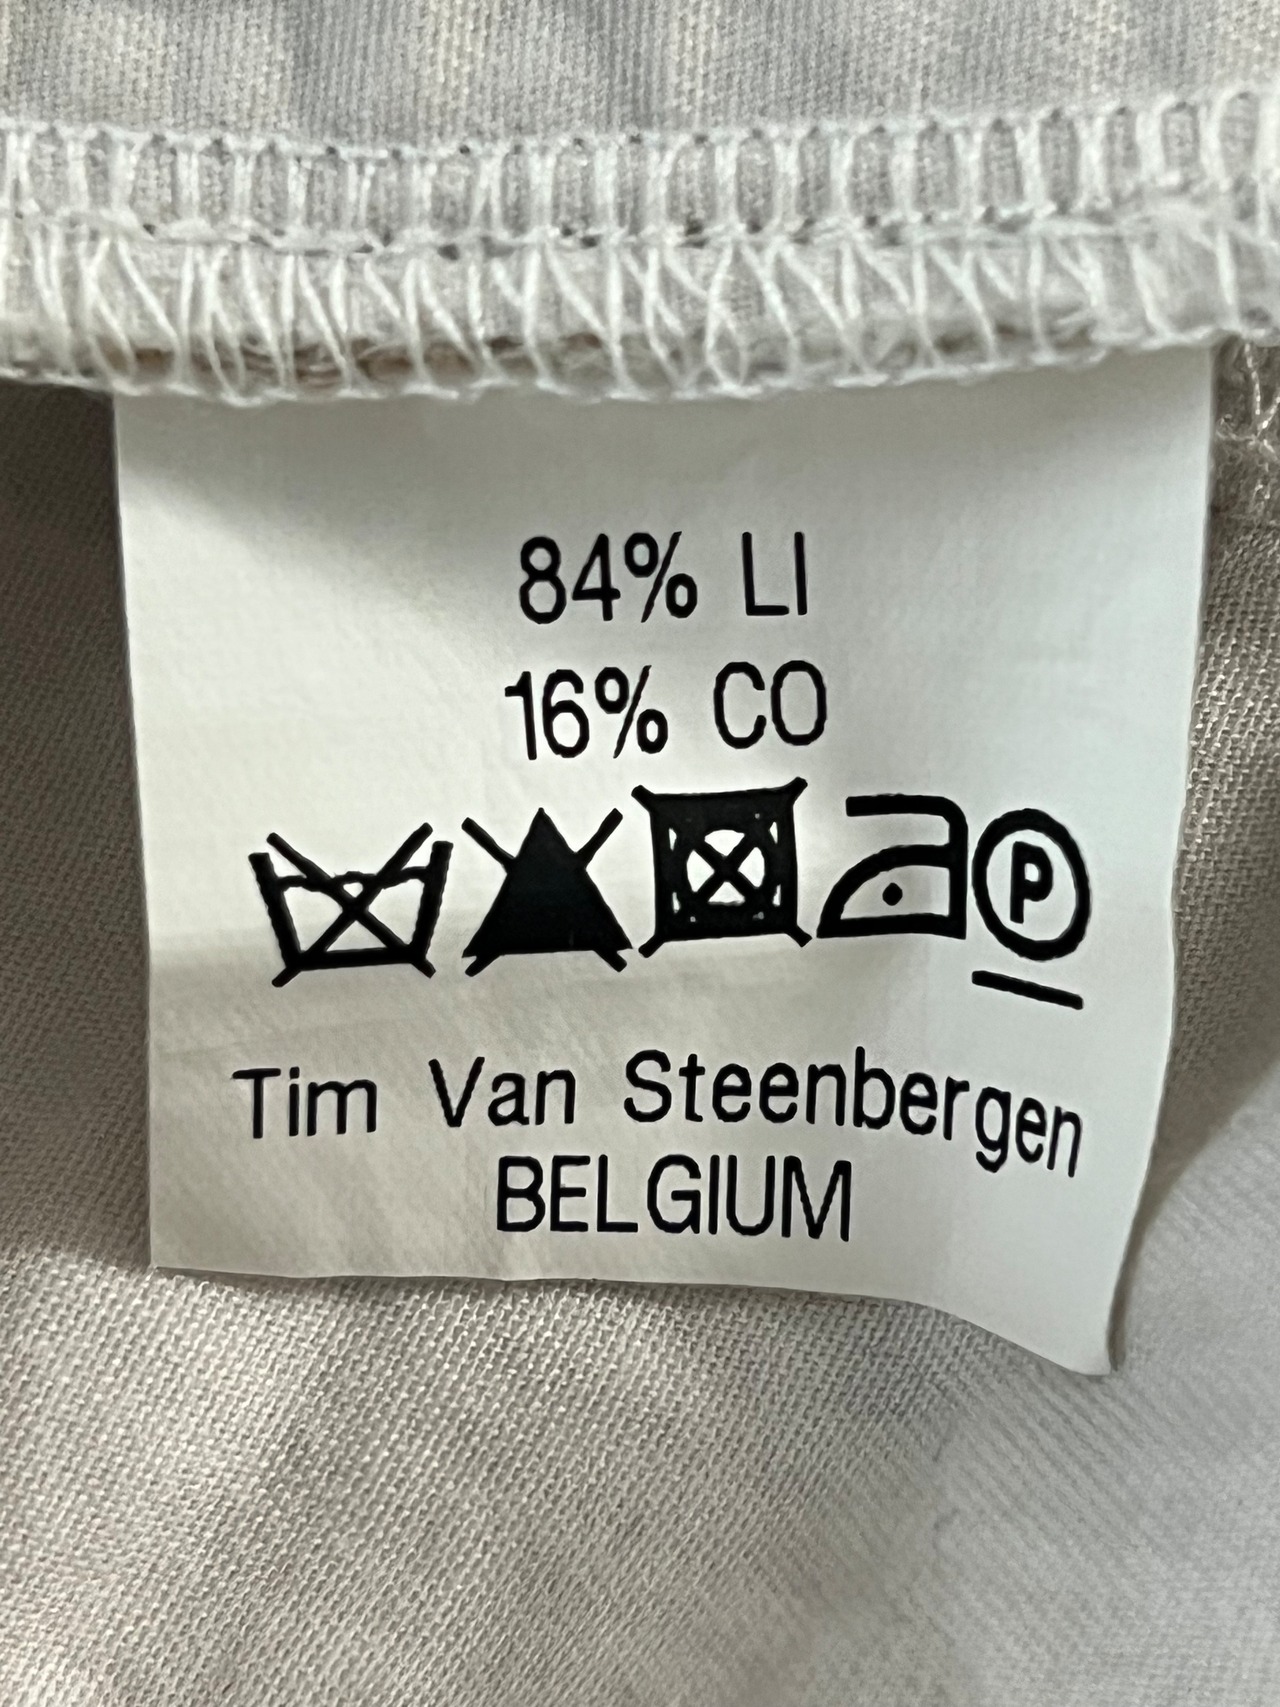 84% LI
16% CO
P
Tim Van Steenbergen
BELGIUM